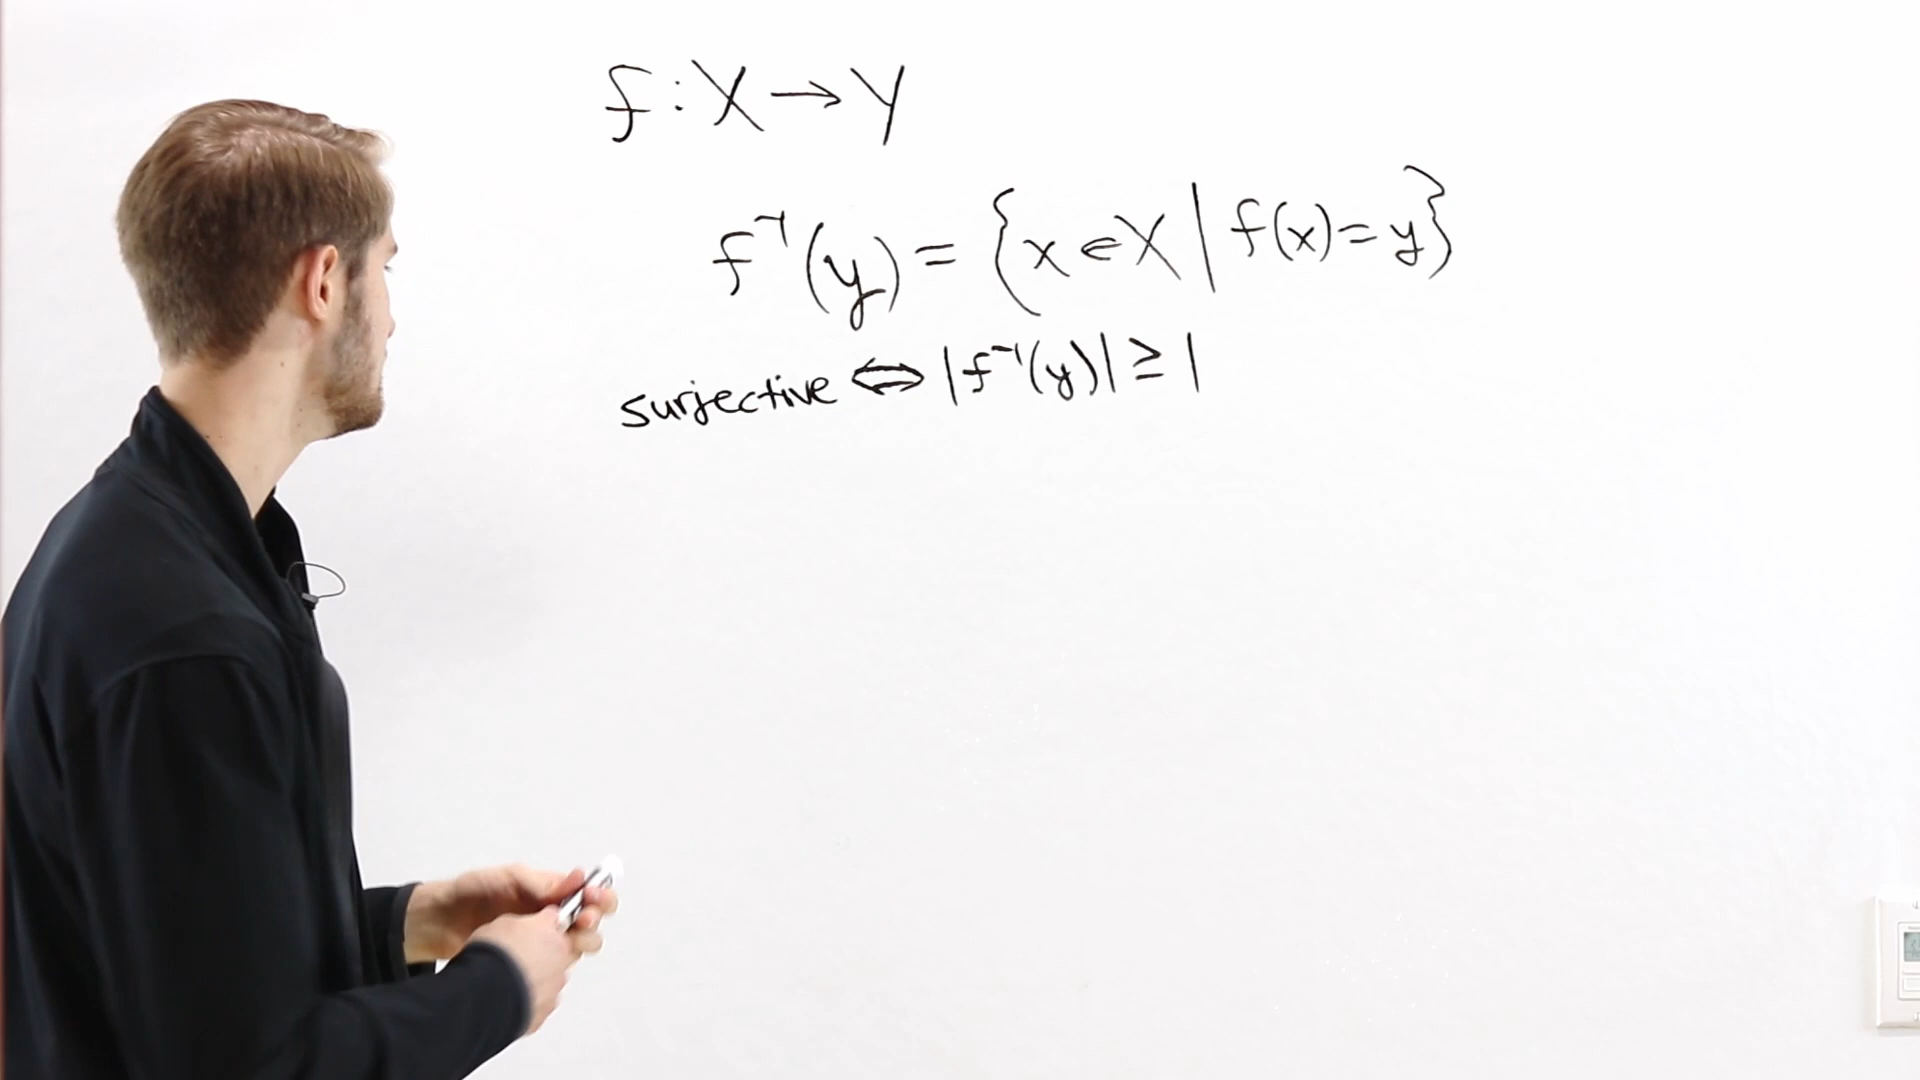 f : X → Y
f⁻¹(y) = {x ∈ X | f(x) = y}
surjective ⇔ |f⁻¹(y)| ≥ 1